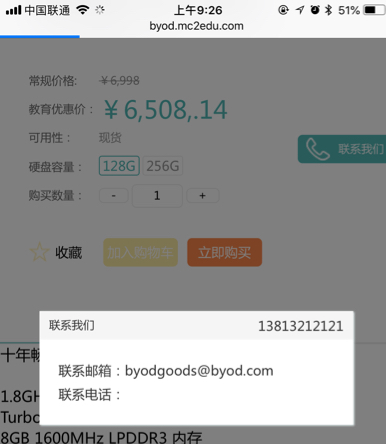 中国联通 上午9:26 51%
byod.mc2edu.com
常规价格: ￥6,998
教育优惠价： ￥6,508,.14
可用性： 现货
联系我们
硬盘容量： 128G 256G
购买数量： - 1 +
收藏 加入购物车 立即购买
联系我们 13813212121
十年
联系邮箱：byodgoods@byod.com
联系电话：
1.8GH
Turbo
8GB 1600MHz LPDDR3 内存